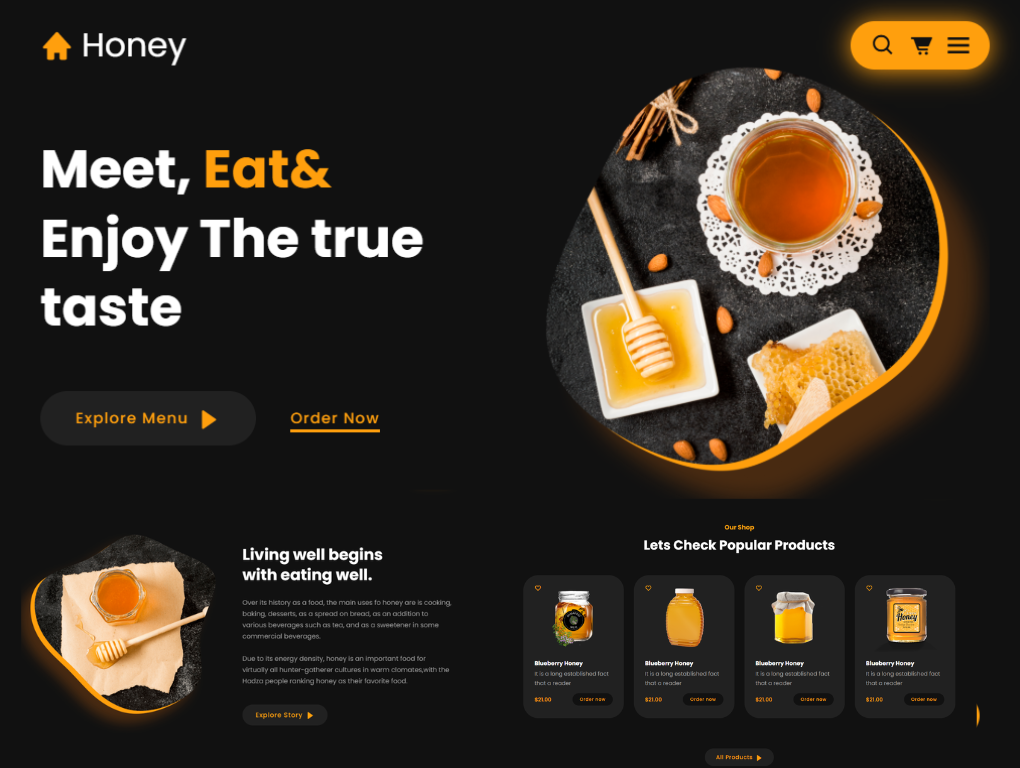 Honey
Meet, Eat&
Enjoy The true
taste
Explore Menu
Order Now
Living well begins
with eating well.
Over its history as a food, the main uses fo honey are is cooking,
baking, desserts, as a spread on bread, as an addition to
various beverages such as tea, and as a sweetener in some
commercial beverages.
Due to its energy density, honey is an important food for
virtually all hunter-gatherer cultures in warm clomates,with the
Hadza people ranking honey as their favorite food.
Explore Story
Our Shop
Lets Check Popular Products
Blueberry Honey
It is a long established fact
that a reader
$21.00
Order now
Blueberry Honey
It is a long established fact
that a reader
$21.00
Order now
Blueberry Honey
It is a long established fact
that a reader
$21.00
Order now
Honey
Blueberry Honey
It is a long established fact
that a reader
$21.00
Order now
All Products